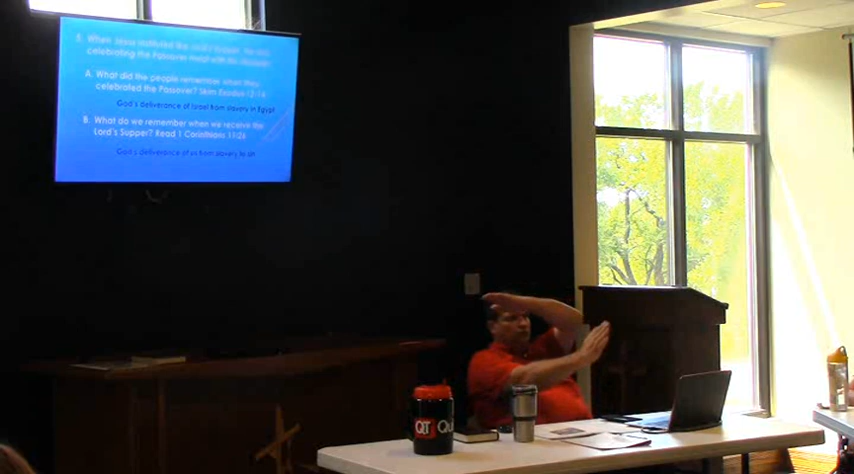 5. When Jesus instituted the Lord's Supper, he was
celebrating the Passover meal with his disciples
A. What did the people remember when they
celebrated the Passover? Skim Exodus 12-14
God's deliverance of Israel from slavery in Egypt
B. What do we remember when we receive the
Lord's Supper? Read 1 Corinthians 11:26
God's deliverance of us from slavery to sin
QT Qui